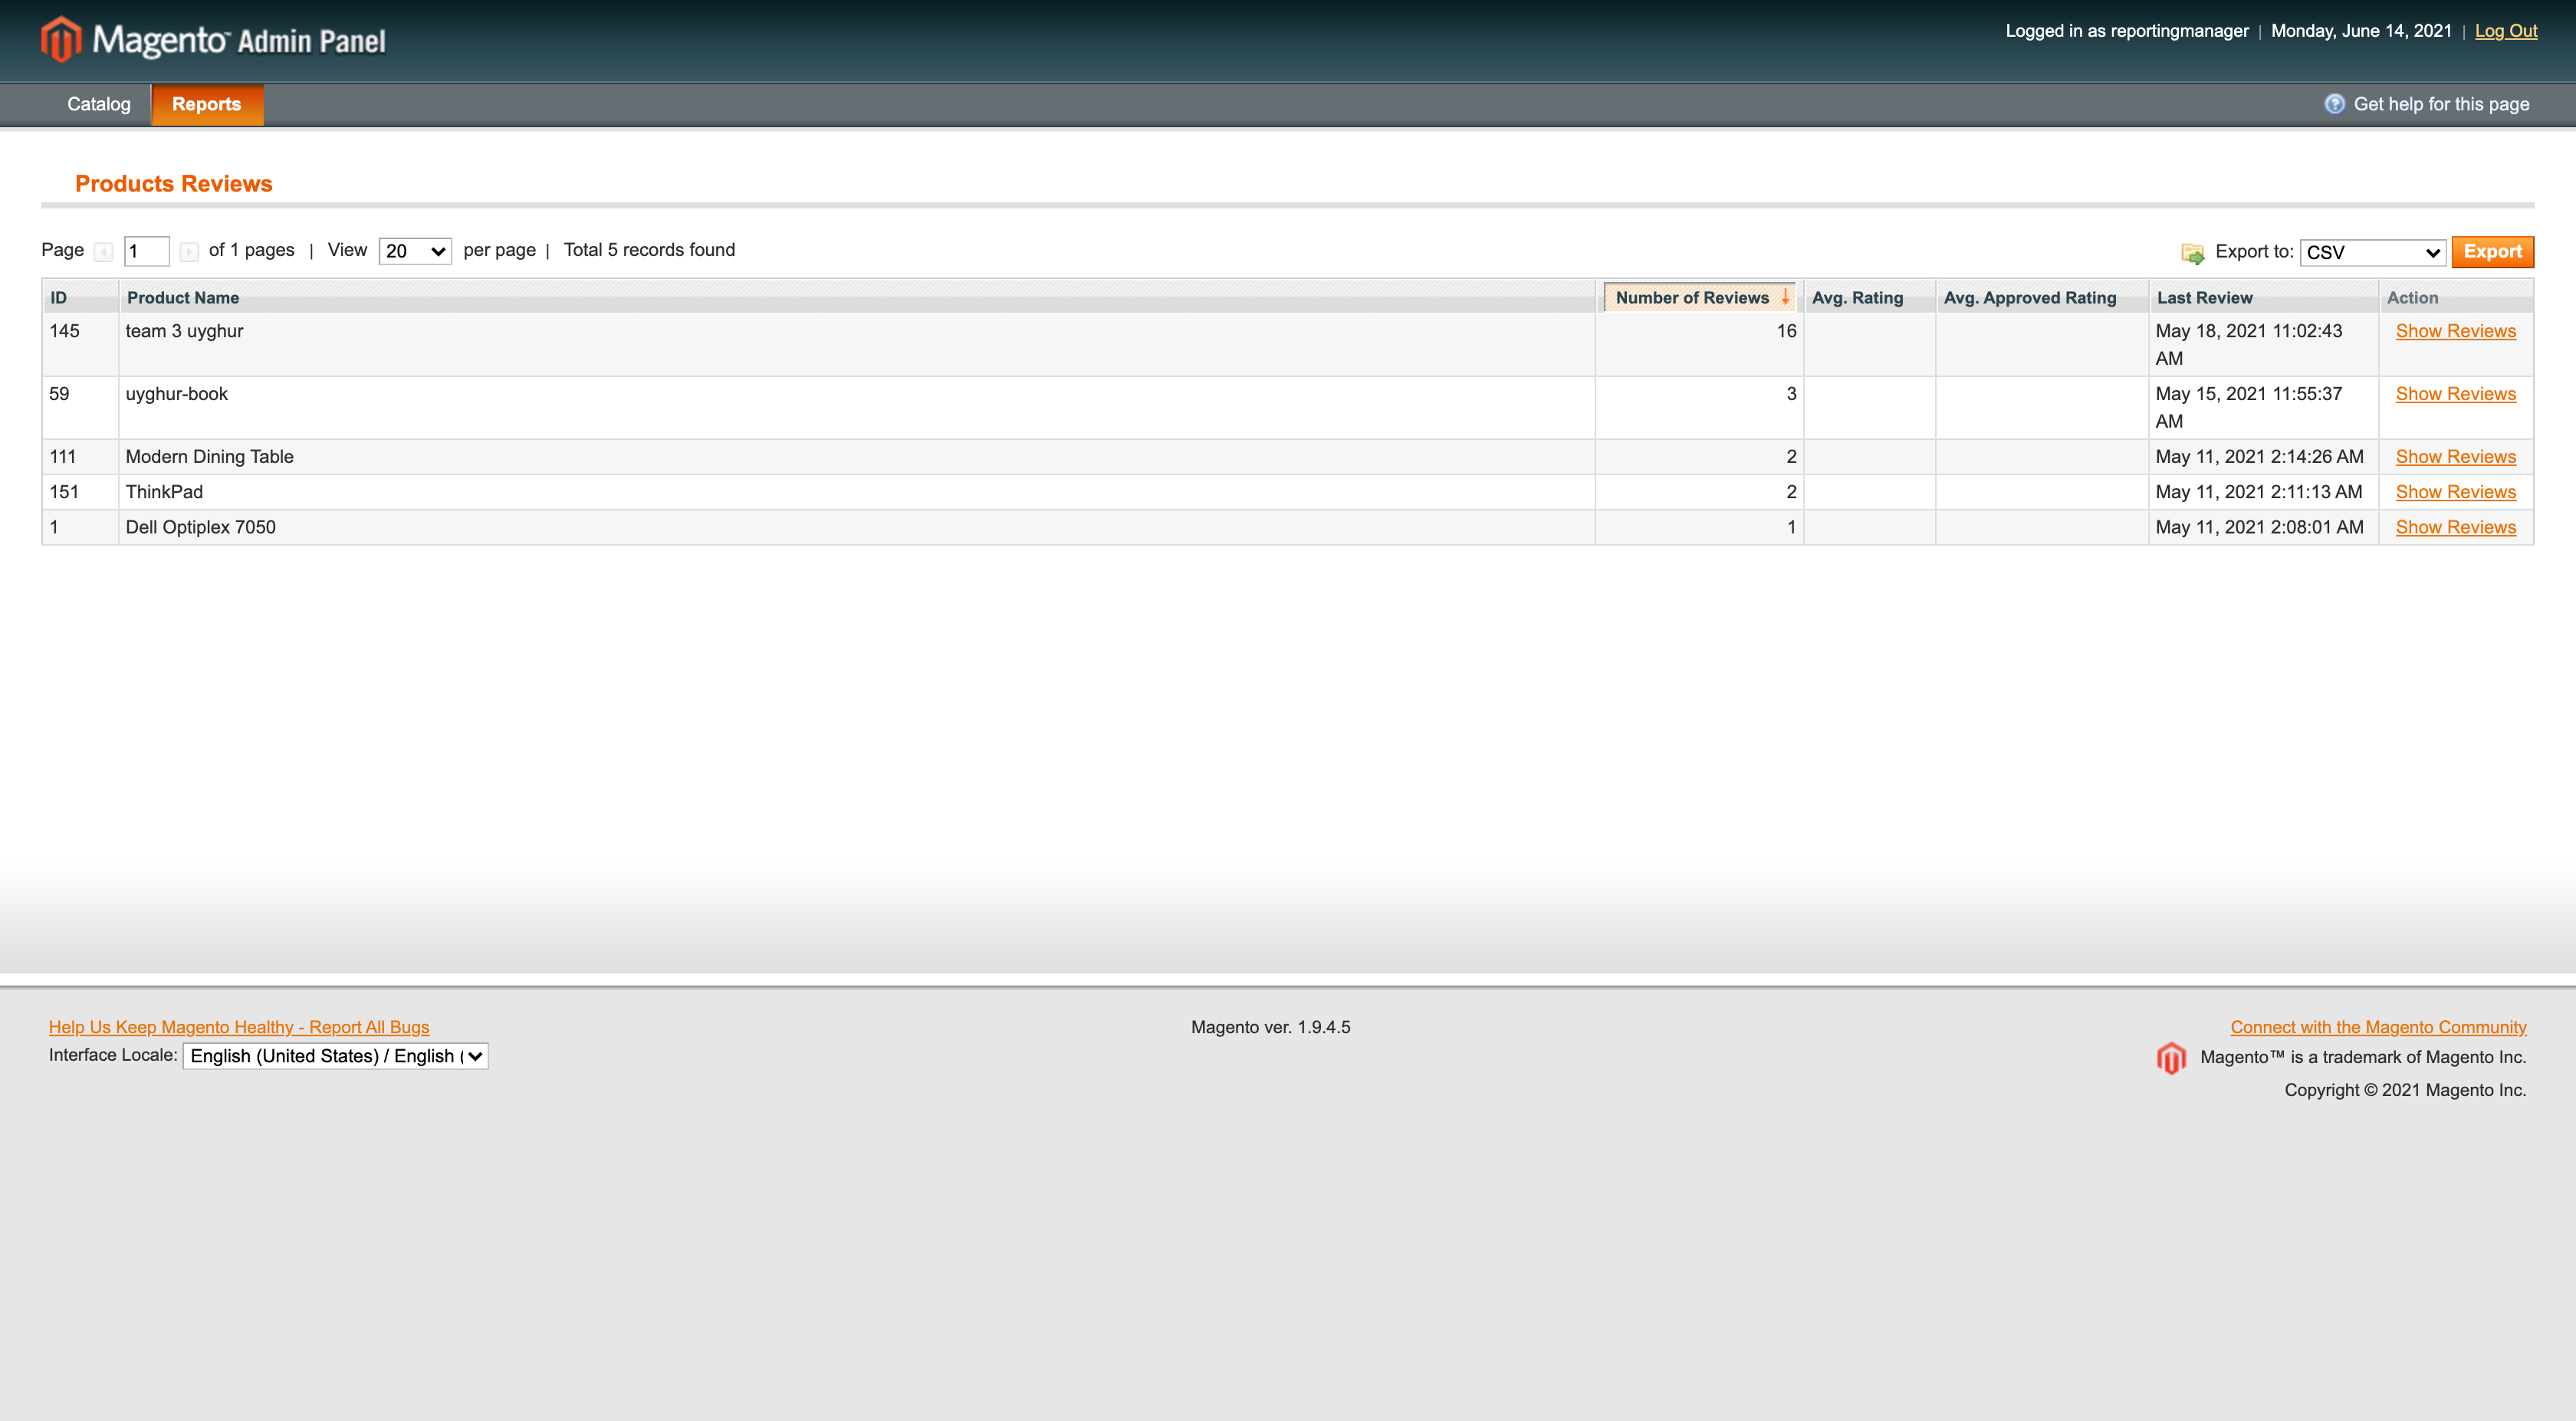 Magento™ Admin Panel
Logged in as reportingmanager | Monday, June 14, 2021 | Log Out
Catalog Reports Get help for this page
Products Reviews
Page 1 of 1 pages | View 20 per page | Total 5 records found Export to: CSV Export
ID Product Name Number of Reviews Avg. Rating Avg. Approved Rating Last Review Action
145 team 3 uyghur 16 May 18, 2021 11:02:43 AM Show Reviews
59 uyghur-book 3 May 15, 2021 11:55:37 AM Show Reviews
111 Modern Dining Table 2 May 11, 2021 2:14:26 AM Show Reviews
151 ThinkPad 2 May 11, 2021 2:11:13 AM Show Reviews
1 Dell Optiplex 7050 1 May 11, 2021 2:08:01 AM Show Reviews
Help Us Keep Magento Healthy - Report All Bugs Magento ver. 1.9.4.5 Connect with the Magento Community
Interface Locale: English (United States) / English ( Magento™ is a trademark of Magento Inc.
Copyright © 2021 Magento Inc.